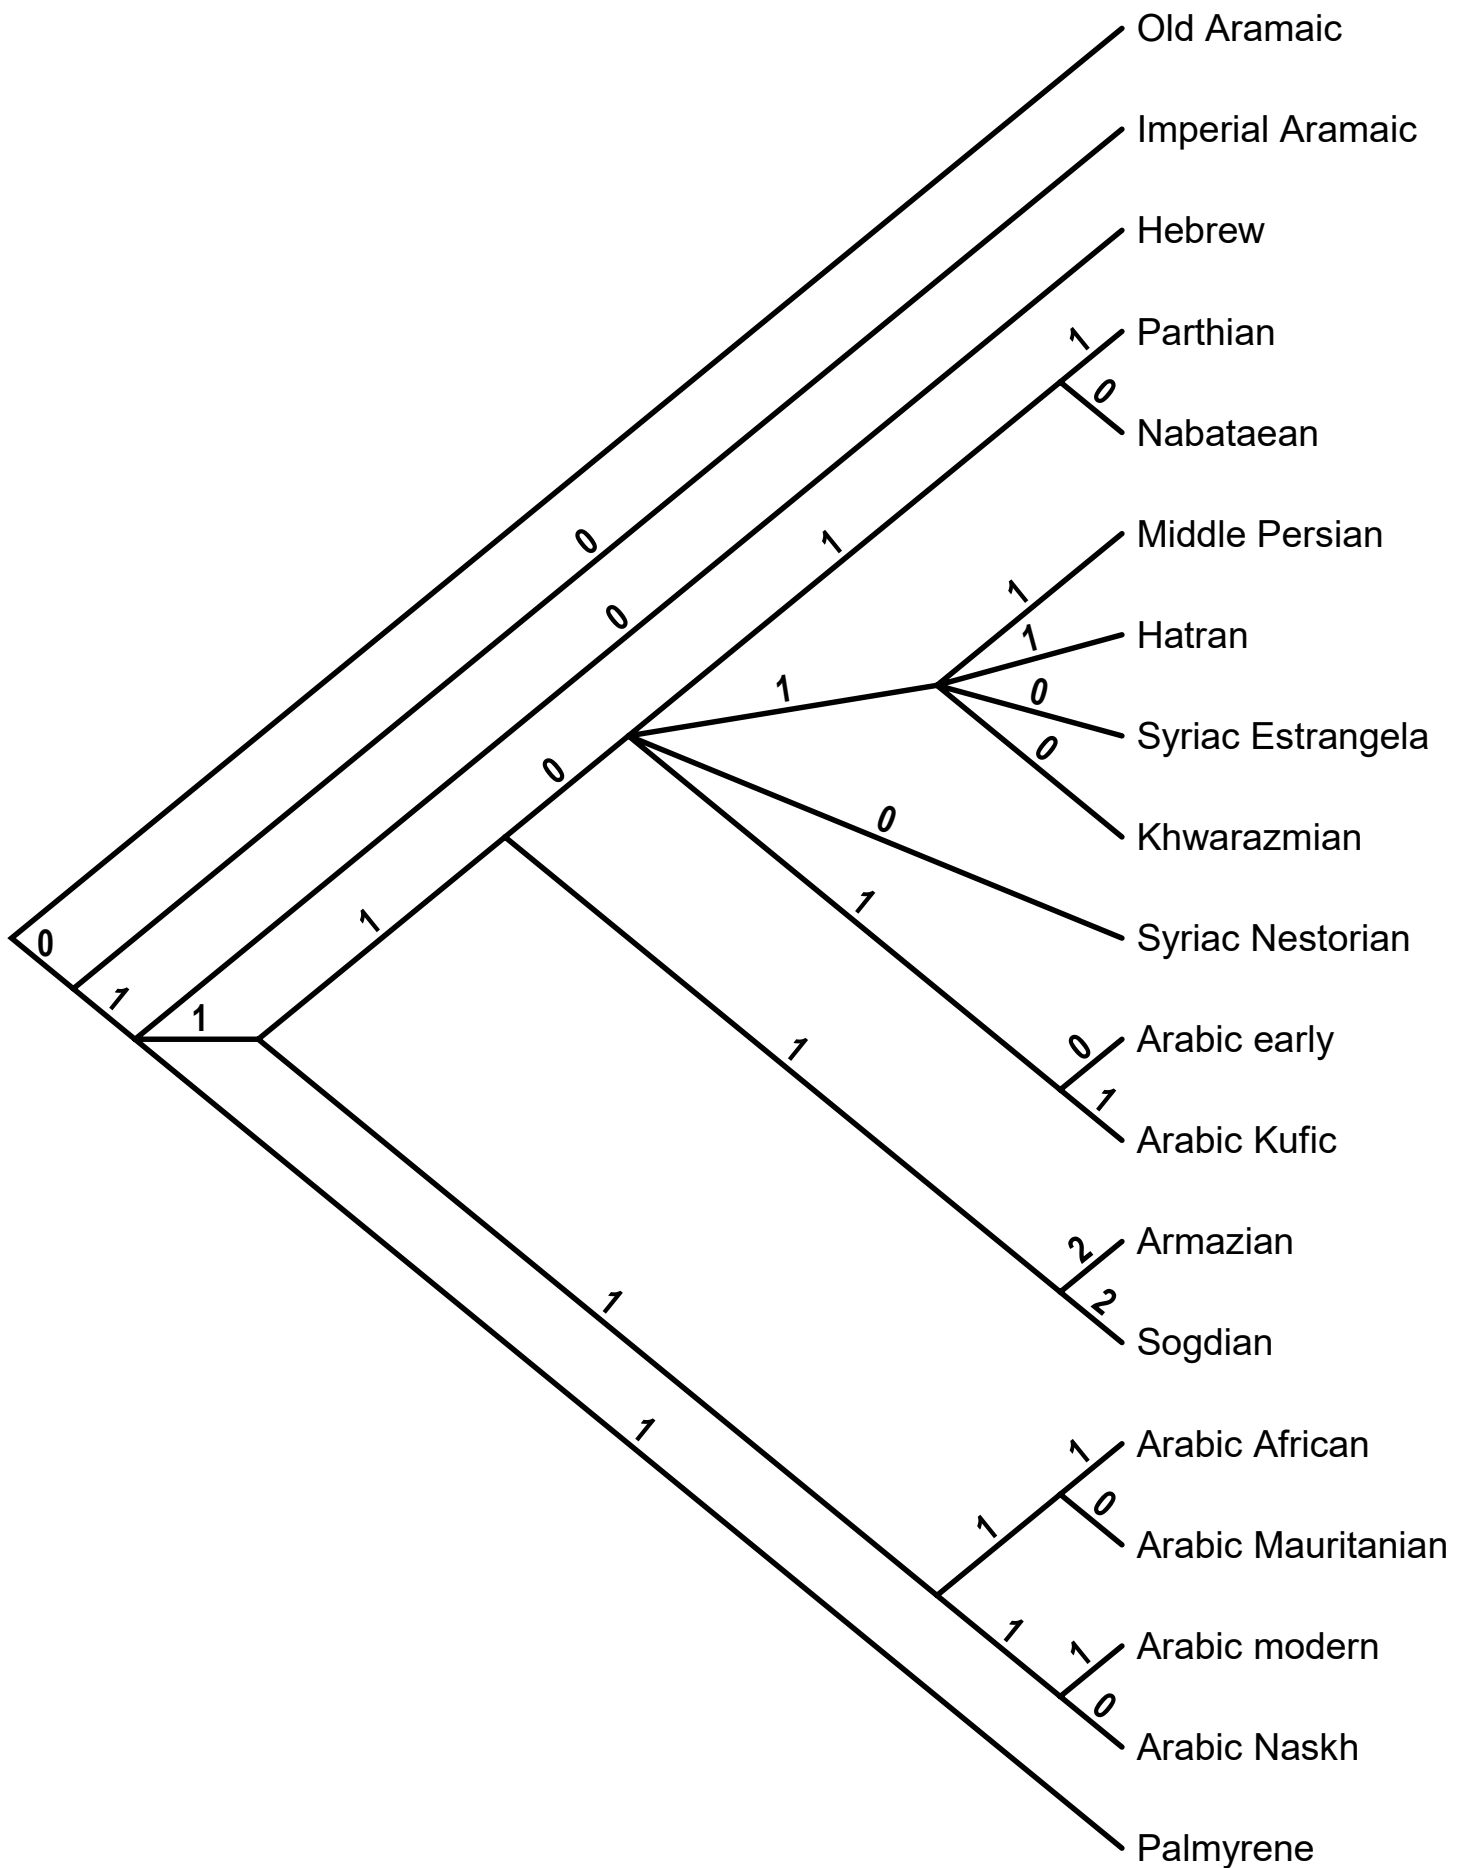 Old Aramaic
Imperial Aramaic
Hebrew
1 Parthian
0 Nabataean
0
1
Middle Persian
1
0
1 Hatran
1
0 Syriac Estrangela
0
0
Khwarazmian
0
1
1
0 Syriac Nestorian
1
1
0 Arabic early
1
1 Arabic Kufic
2 Armazian
1
2 Sogdian
1
1 Arabic African
0
1
Arabic Mauritanian
1
1 Arabic modern
0
Arabic Naskh
Palmyrene